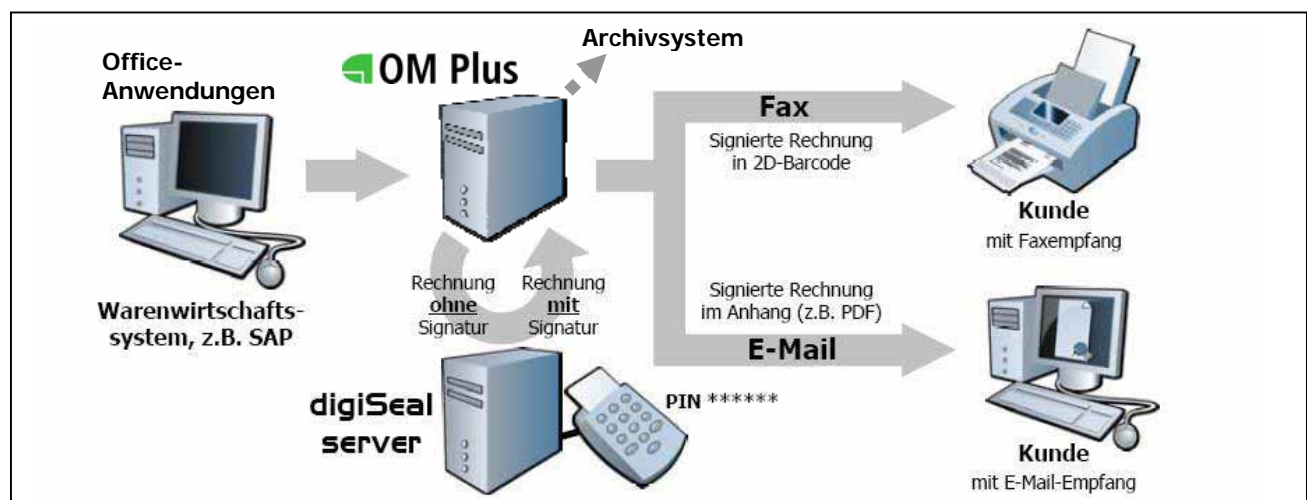 Office-
Anwendungen
OM Plus
Archivsystem
Warenwirtschafts-
system, z.B. SAP
Rechnung
ohne
Signatur
Rechnung
mit
Signatur
digiSeal
server
PIN ******
Fax
Signierte Rechnung
in 2D-Barcode
Kunde
mit Faxempfang
Signierte Rechnung
im Anhang (z.B. PDF)
E-Mail
Kunde
mit E-Mail-Empfang